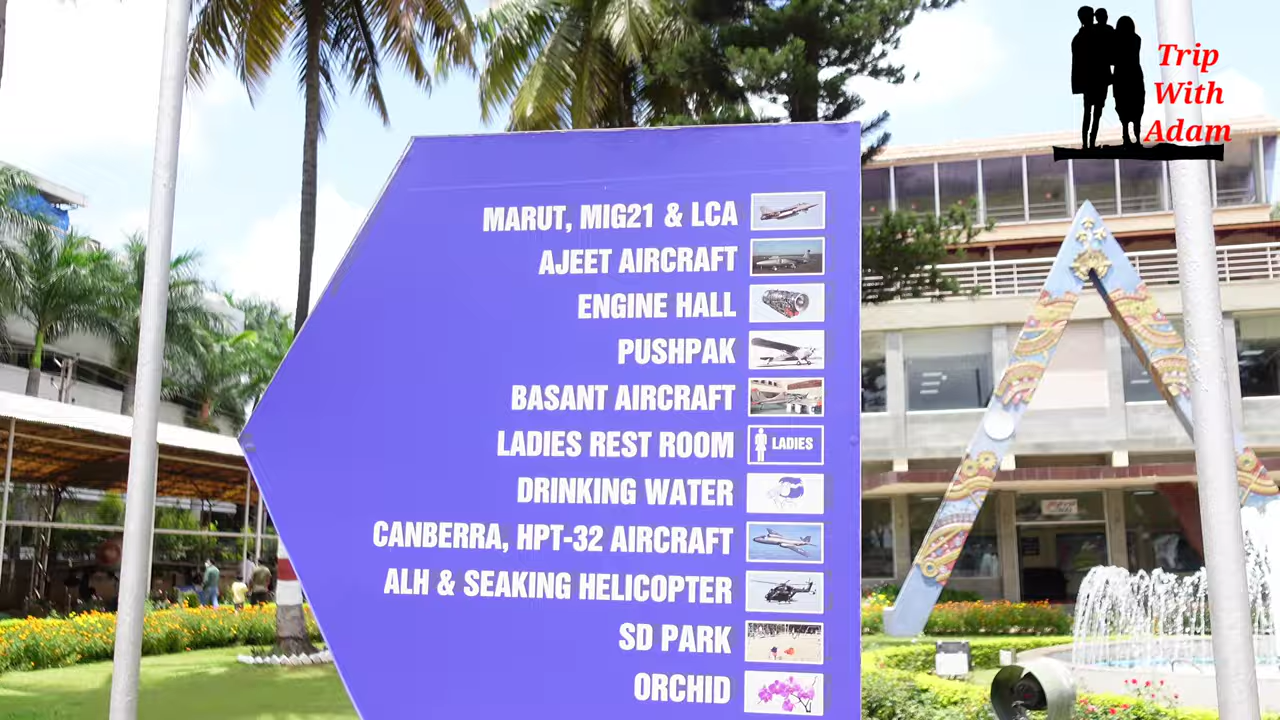 Trip
With
Adam
MARUT, MIG21 & LCA
AJEET AIRCRAFT
ENGINE HALL
PUSHPAK
BASANT AIRCRAFT
LADIES REST ROOM
LADIES
DRINKING WATER
CANBERRA, HPT-32 AIRCRAFT
ALH & SEAKING HELICOPTER
SD PARK
ORCHID